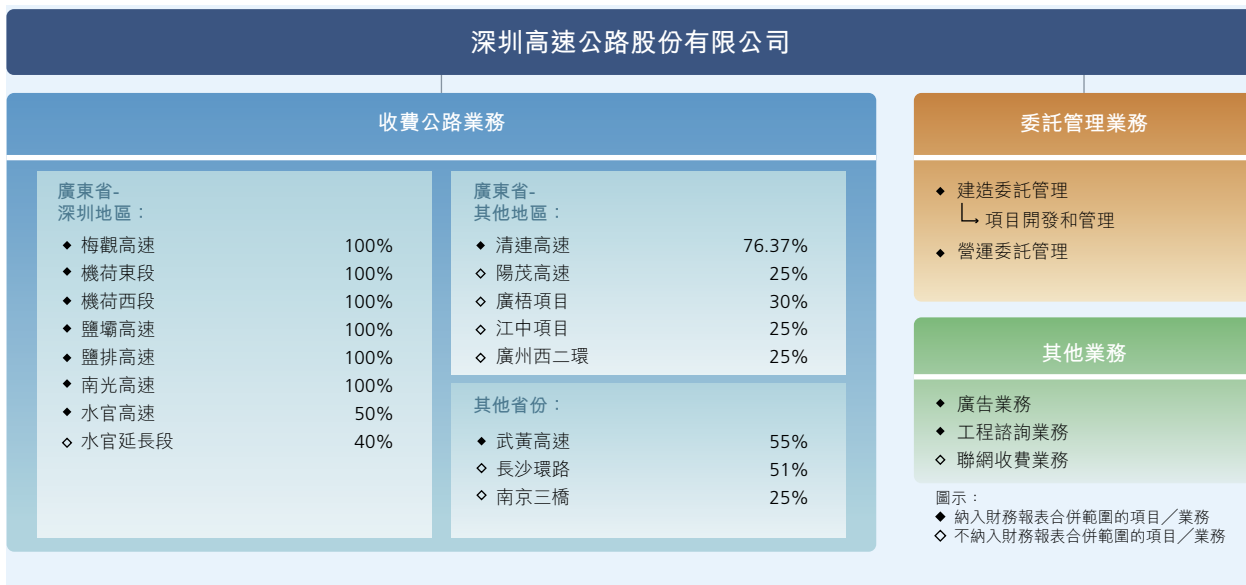 深圳高速公路股份有限公司
收費公路業務
廣東省-
深圳地區：
◆ 梅觀高速 100%
◆ 機荷東段 100%
◆ 機荷西段 100%
◆ 鹽壩高速 100%
◆ 鹽排高速 100%
◆ 南光高速 100%
◆ 水官高速 50%
◇ 水官延長段 40%
廣東省-
其他地區：
◆ 清連高速 76.37%
◇ 陽茂高速 25%
◇ 廣梧項目 30%
◇ 江中項目 25%
◇ 廣州西二環 25%
其他省份：
◆ 武黃高速 55%
◇ 長沙環路 51%
◇ 南京三橋 25%
委託管理業務
◆ 建造委託管理
項目開發和管理
◆ 營運委託管理
其他業務
◆ 廣告業務
◆ 工程諮詢業務
◇ 聯網收費業務
圖示：
◆ 納入財務報表合併範圍的項目／業務
◇ 不納入財務報表合併範圍的項目／業務